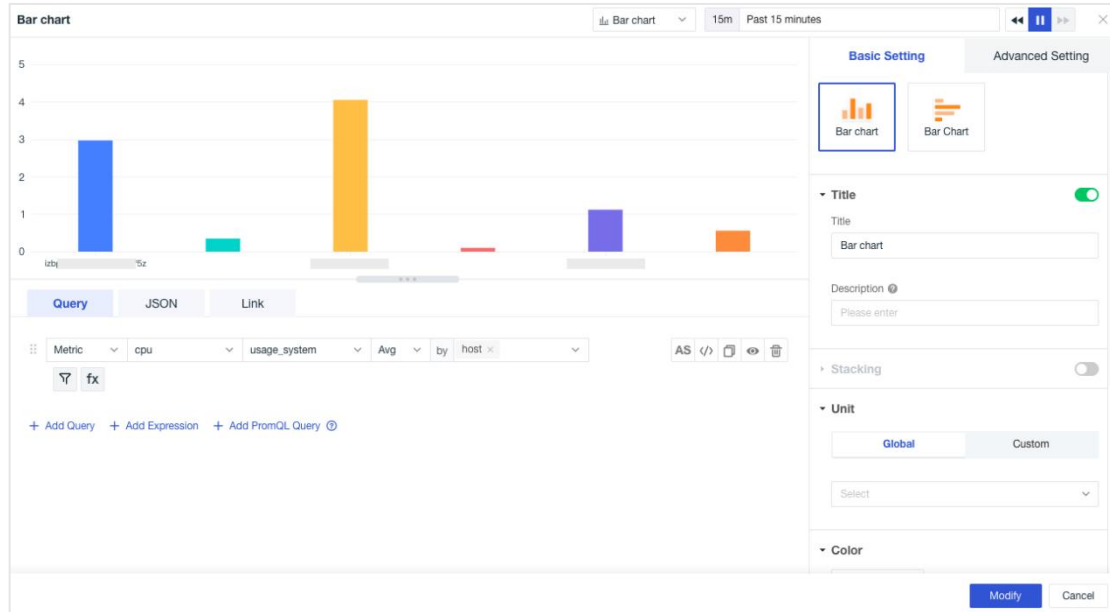 Bar chart
Bar chart
15m Past 15 minutes
5
4
3
2
1
0
Query JSON Link
Metric cpu usage_system Avg by host ×
AS </>
fx
+ Add Query + Add Expression + Add PromQL Query
Basic Setting Advanced Setting
Bar chart Bar Chart
Title
Title
Bar chart
Description
Please enter
Stacking
Unit
Global Custom
Select
Color
Modify Cancel